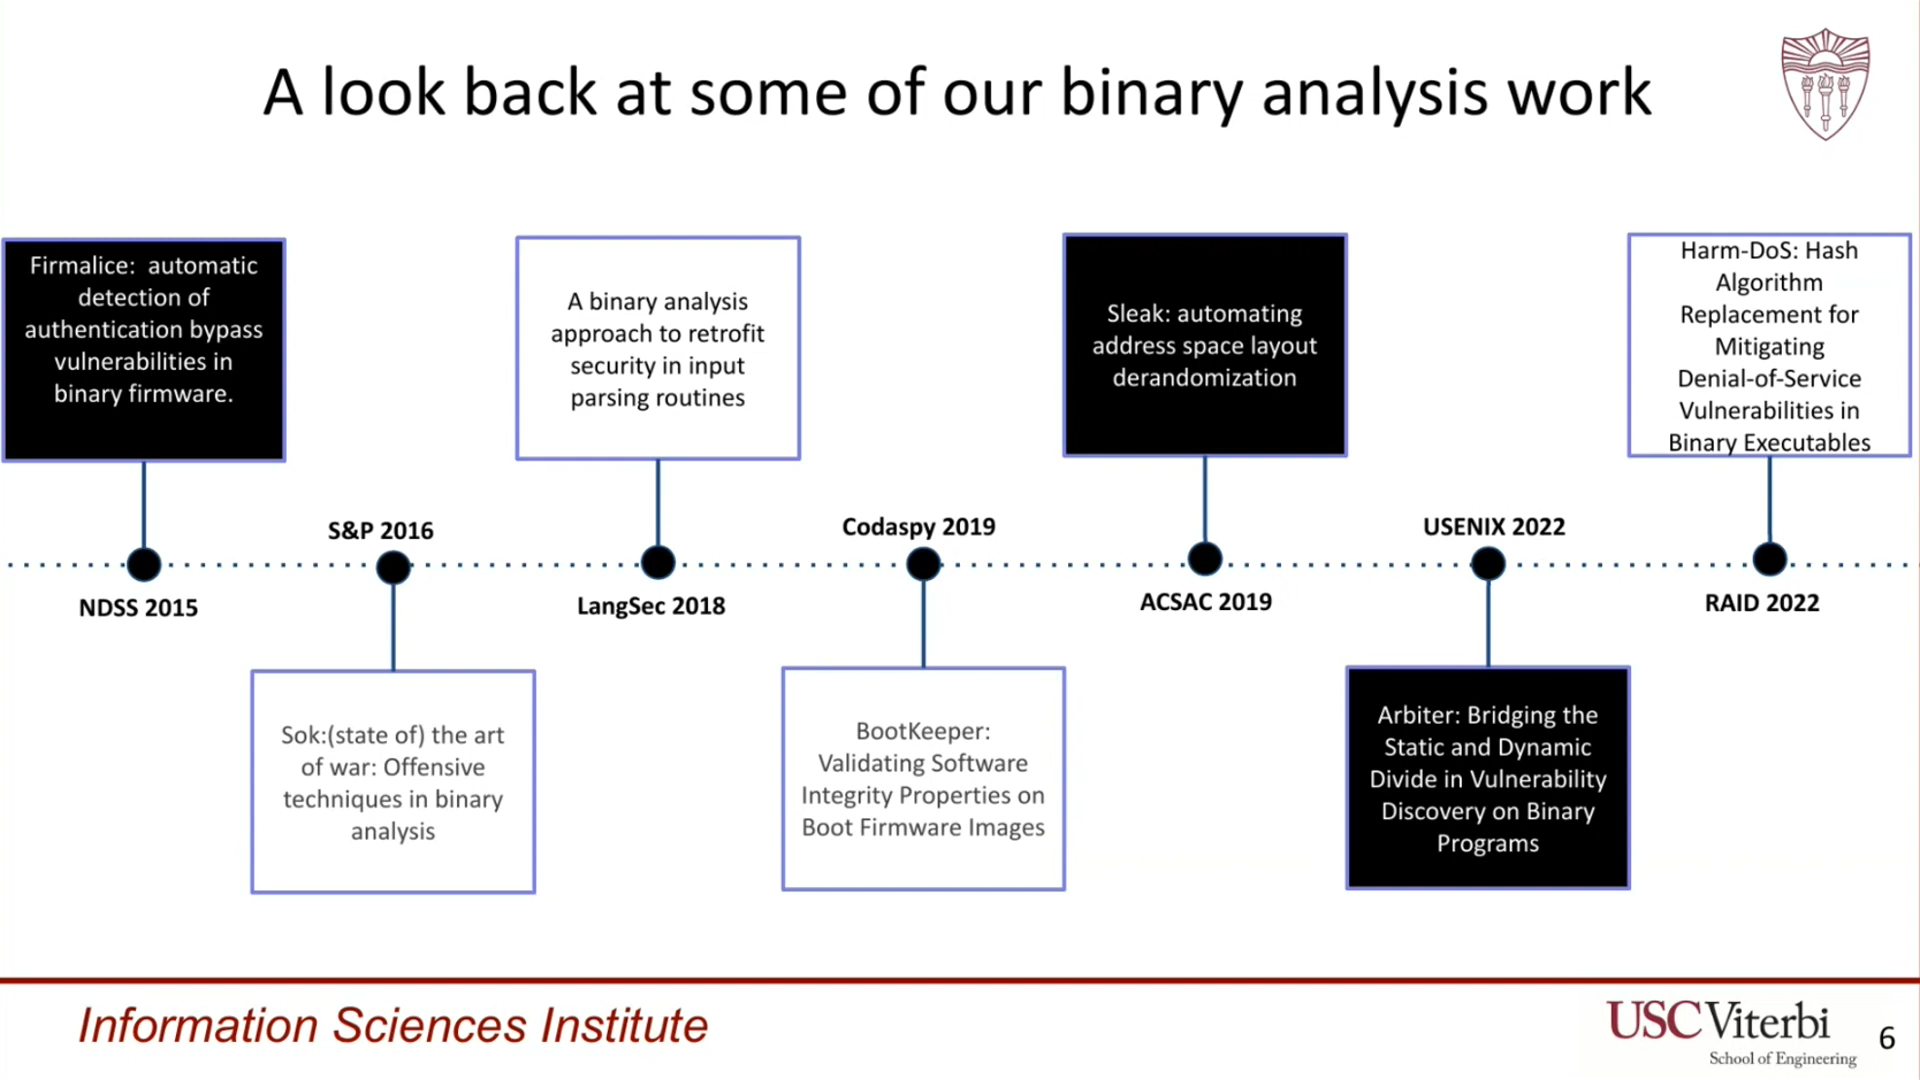 A look back at some of our binary analysis work
Firmalice:  automatic
detection of
authentication bypass
vulnerabilities in
binary firmware.
A binary analysis
approach to retrofit
security in input
parsing routines
Sleak: automating
address space layout
derandomization
Harm-DoS: Hash
Algorithm
Replacement for
Mitigating
Denial-of-Service
Vulnerabilities in
Binary Executables
S&P 2016
Codaspy 2019
USENIX 2022
NDSS 2015
LangSec 2018
ACSAC 2019
RAID 2022
Sok:(state of) the art
of war: Offensive
techniques in binary
analysis
BootKeeper:
Validating Software
Integrity Properties on
Boot Firmware Images
Arbiter: Bridging the
Static and Dynamic
Divide in Vulnerability
Discovery on Binary
Programs
Information Sciences Institute
USC Viterbi
School of Engineering
6